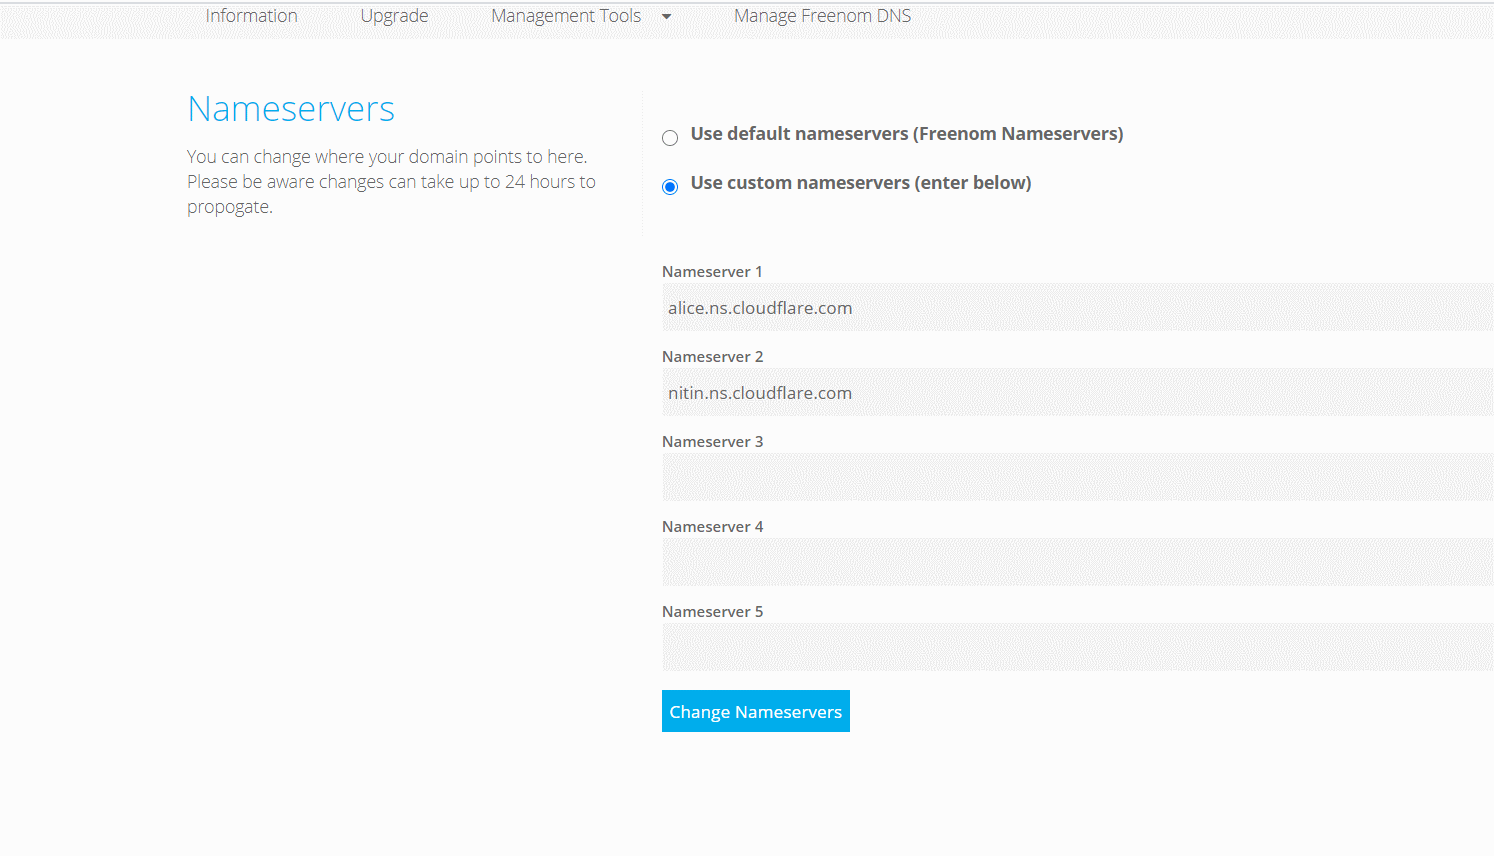 Information Upgrade Management Tools Manage Freenom DNS
Nameservers
You can change where your domain points to here.
Please be aware changes can take up to 24 hours to
propogate.
Use default nameservers (Freenom Nameservers)
Use custom nameservers (enter below)
Nameserver 1
alice.ns.cloudflare.com
Nameserver 2
nitin.ns.cloudflare.com
Nameserver 3
Nameserver 4
Nameserver 5
Change Nameservers